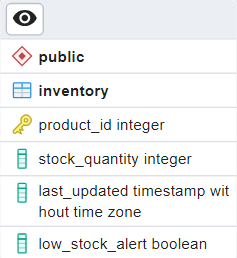 public
inventory
product_id integer
stock_quantity integer
last_updated timestamp wit
hout time zone
low_stock_alert boolean